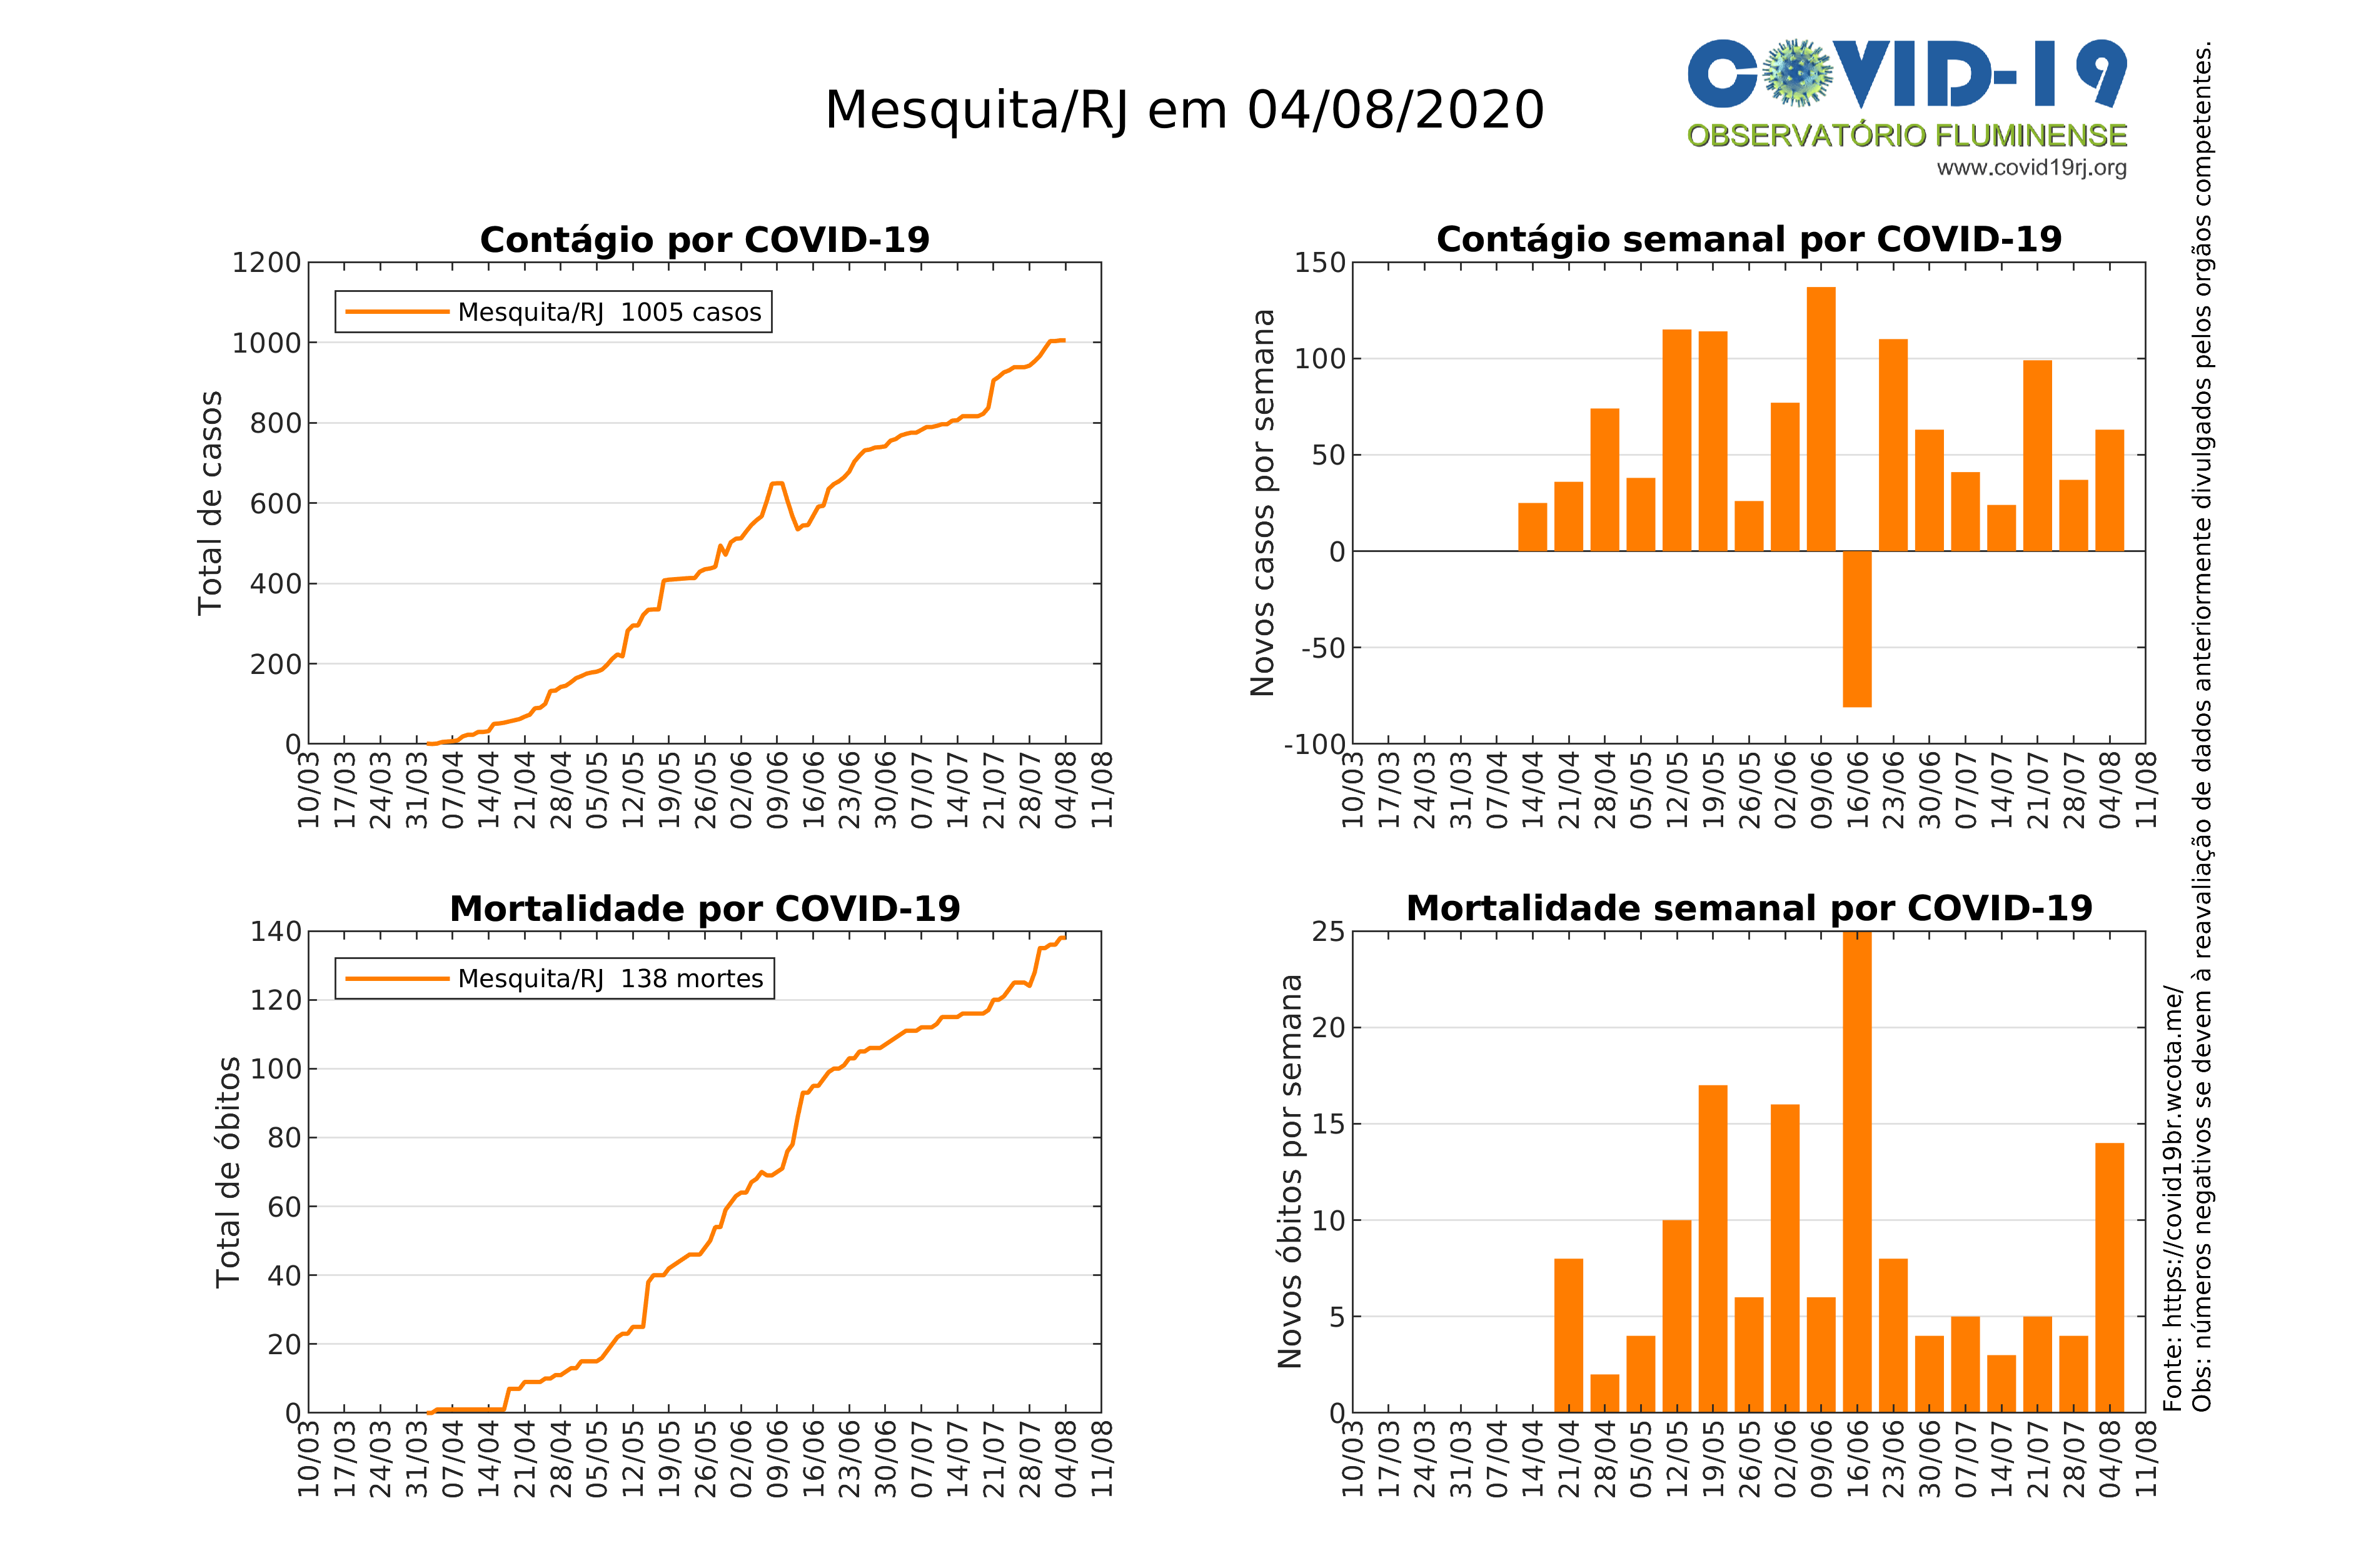 Mesquita/RJ em 04/08/2020
COVID-19
OBSERVATÓRIO FLUMINENSE
www.covid19rj.org
Contágio por COVID-19
Total de casos
1200
1000
800
600
400
200
0
Mesquita/RJ 1005 casos
10/03 17/03 24/03 31/03 07/04 14/04 21/04 28/04 05/05 12/05 19/05 26/05 02/06 09/06 16/06 23/06 30/06 07/07 14/07 21/07 28/07 04/08 11/08
Contágio semanal por COVID-19
Novos casos por semana
150
100
50
0
-50
-100
10/03 17/03 24/03 31/03 07/04 14/04 21/04 28/04 05/05 12/05 19/05 26/05 02/06 09/06 16/06 23/06 30/06 07/07 14/07 21/07 28/07 04/08 11/08
Mortalidade por COVID-19
Total de óbitos
140
120
100
80
60
40
20
0
Mesquita/RJ 138 mortes
10/03 17/03 24/03 31/03 07/04 14/04 21/04 28/04 05/05 12/05 19/05 26/05 02/06 09/06 16/06 23/06 30/06 07/07 14/07 21/07 28/07 04/08 11/08
Mortalidade semanal por COVID-19
Novos óbitos por semana
25
20
15
10
5
0
10/03 17/03 24/03 31/03 07/04 14/04 21/04 28/04 05/05 12/05 19/05 26/05 02/06 09/06 16/06 23/06 30/06 07/07 14/07 21/07 28/07 04/08 11/08
Fonte: https://covid19br.wcota.me/
Obs: números negativos se devem à reavaliação de dados anteriormente divulgados pelos orgãos competentes.